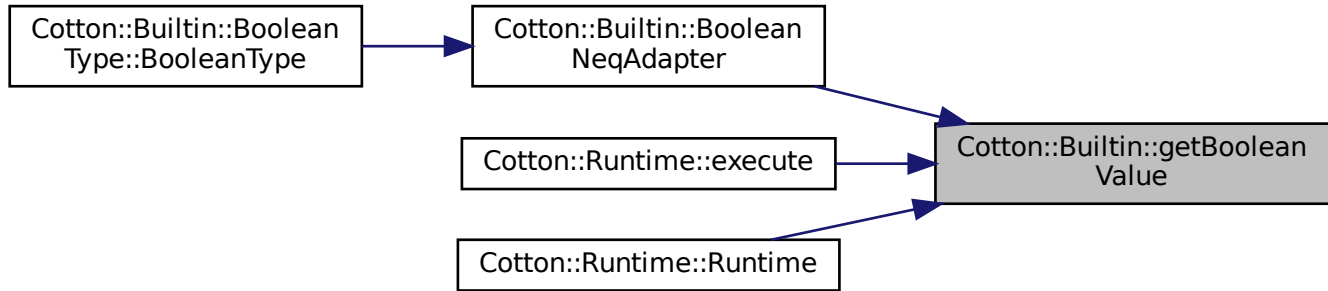 Cotton::Builtin::Boolean
Type::BooleanType
Cotton::Builtin::Boolean
NeqAdapter
Cotton::Runtime::execute
Cotton::Runtime::Runtime
Cotton::Builtin::getBoolean
Value